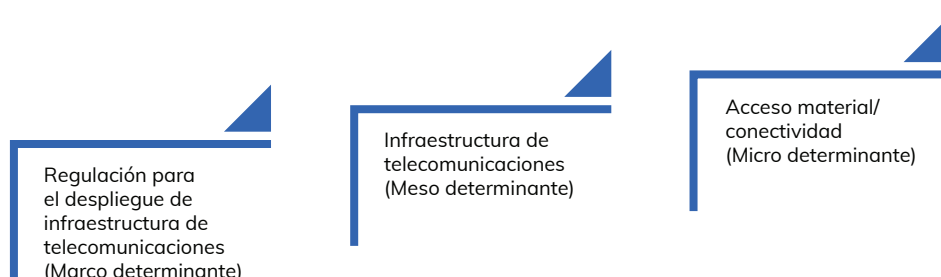 Regulación para
el despliegue de
infraestructura de
telecomunicaciones
(Marco determinante)
Infraestructura de
telecomunicaciones
(Meso determinante)
Acceso material/
conectividad
(Micro determinante)